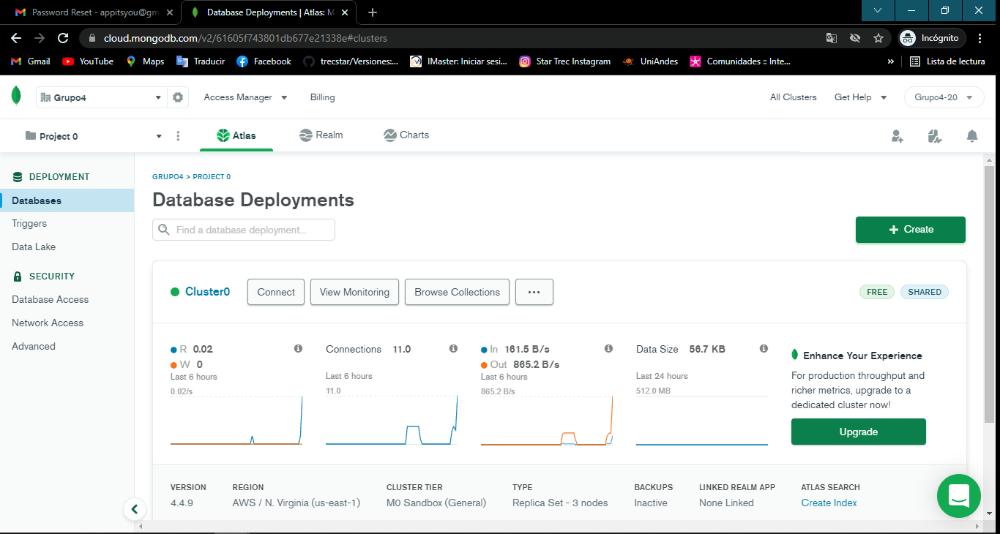 Password Reset - appitsyou@gm
Database Deployments | Atlas: M
cloud.mongodb.com/v2/61605f743801db677e21338e#clusters
Incógnito
Gmail YouTube Maps Traducir Facebook trecstar/Versiones:... IMaster: Iniciar sesi... Star Trec Instagram UniAndes Comunidades :: Inte... » Lista de lectura
Grupo4 Access Manager Billing All Clusters Get Help Grupo4-20
Project 0 Atlas Realm Charts
DEPLOYMENT
Databases
Triggers
Data Lake
SECURITY
Database Access
Network Access
Advanced
GRUPO4 > PROJECT 0
Database Deployments
Find a database deployment...
+ Create
Cluster0 Connect View Monitoring Browse Collections ... FREE SHARED
R 0.02
W 0
Last 6 hours
0.02/s
Connections 11.0
Last 6 hours
11.0
In 161.5 B/s
Out 865.2 B/s
Last 6 hours
865.2 B/s
Data Size 56.7 KB
Last 24 hours
512.0 MB
Enhance Your Experience
For production throughput and
richer metrics, upgrade to a
dedicated cluster now!
Upgrade
VERSION REGION CLUSTER TIER TYPE BACKUPS LINKED REALM APP ATLAS SEARCH
4.4.9 AWS / N. Virginia (us-east-1) M0 Sandbox (General) Replica Set - 3 nodes Inactive None Linked Create Index